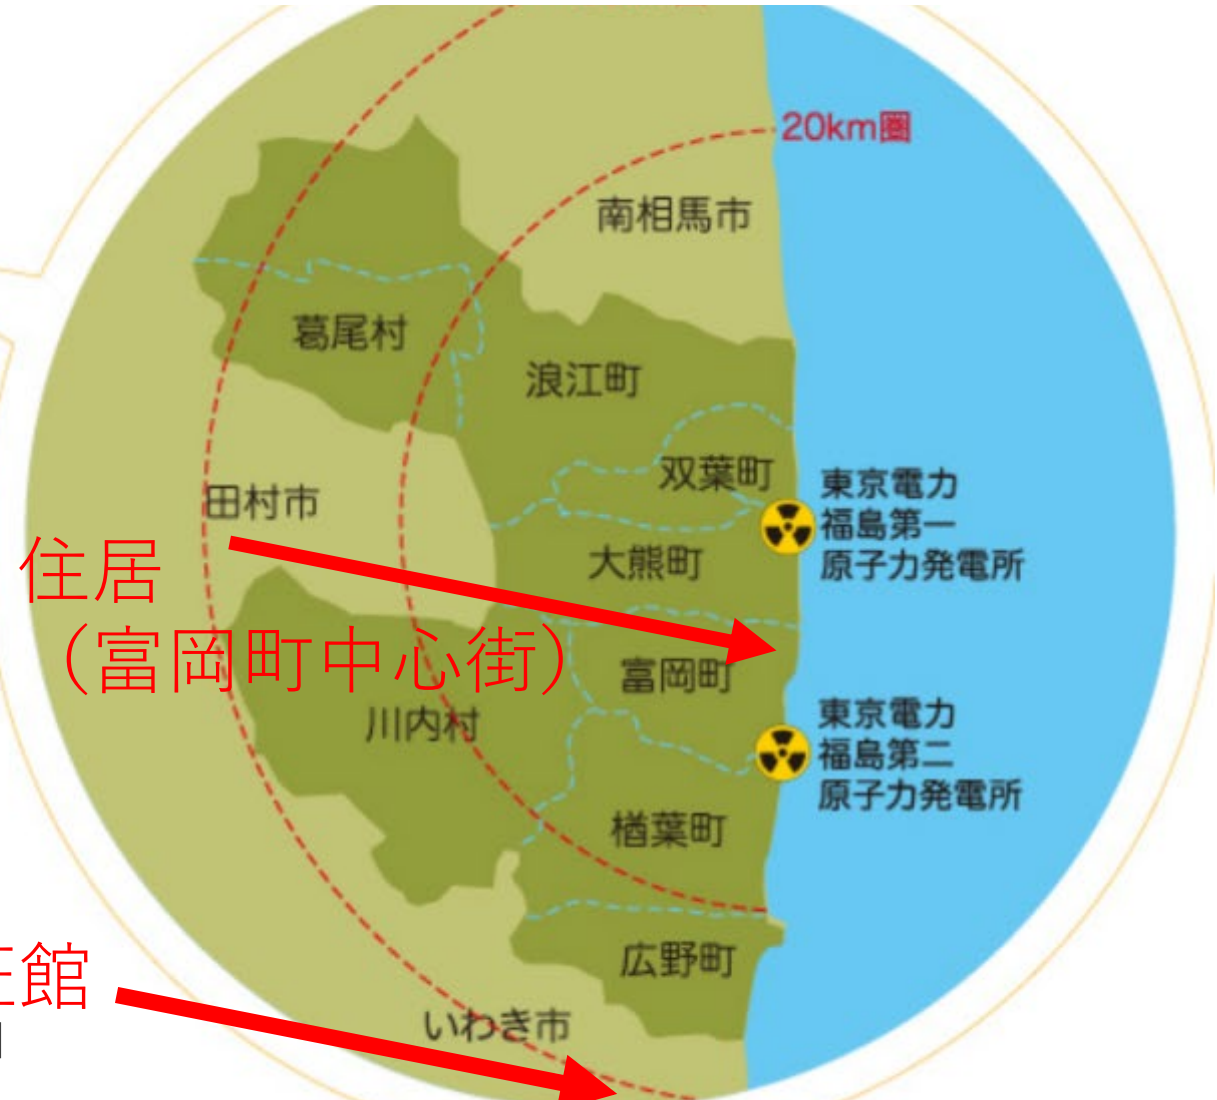 20km圏
南相馬市
葛尾村
浪江町
双葉町
東京電力
福島第一
原子力発電所
田村市
大熊町
住居
（富岡町中心街）
富岡町
川内村
東京電力
福島第二
原子力発電所
楢葉町
広野町
館
いわき市